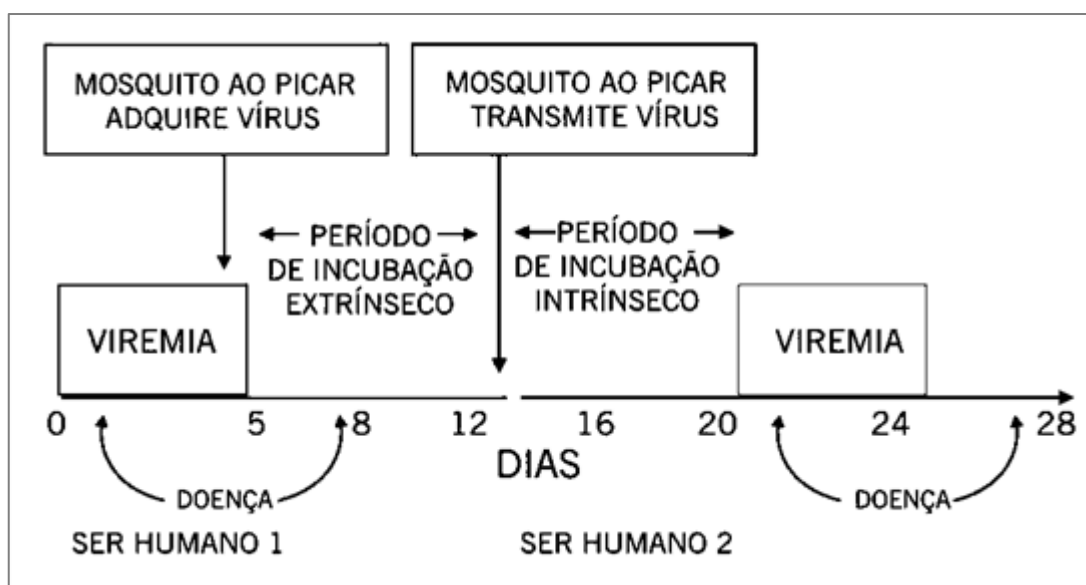 MOSQUITO AO PICAR
ADQUIRE VÍRUS
MOSQUITO AO PICAR
TRANSMITE VÍRUS
PERÍODO
DE INCUBAÇÃO
EXTRÍNSECO
PERÍODO
DE INCUBAÇÃO
INTRÍNSECO
VIREMIA
VIREMIA
0 5 8 12 16 20 24 28
DIAS
DOENÇA
DOENÇA
SER HUMANO 1
SER HUMANO 2